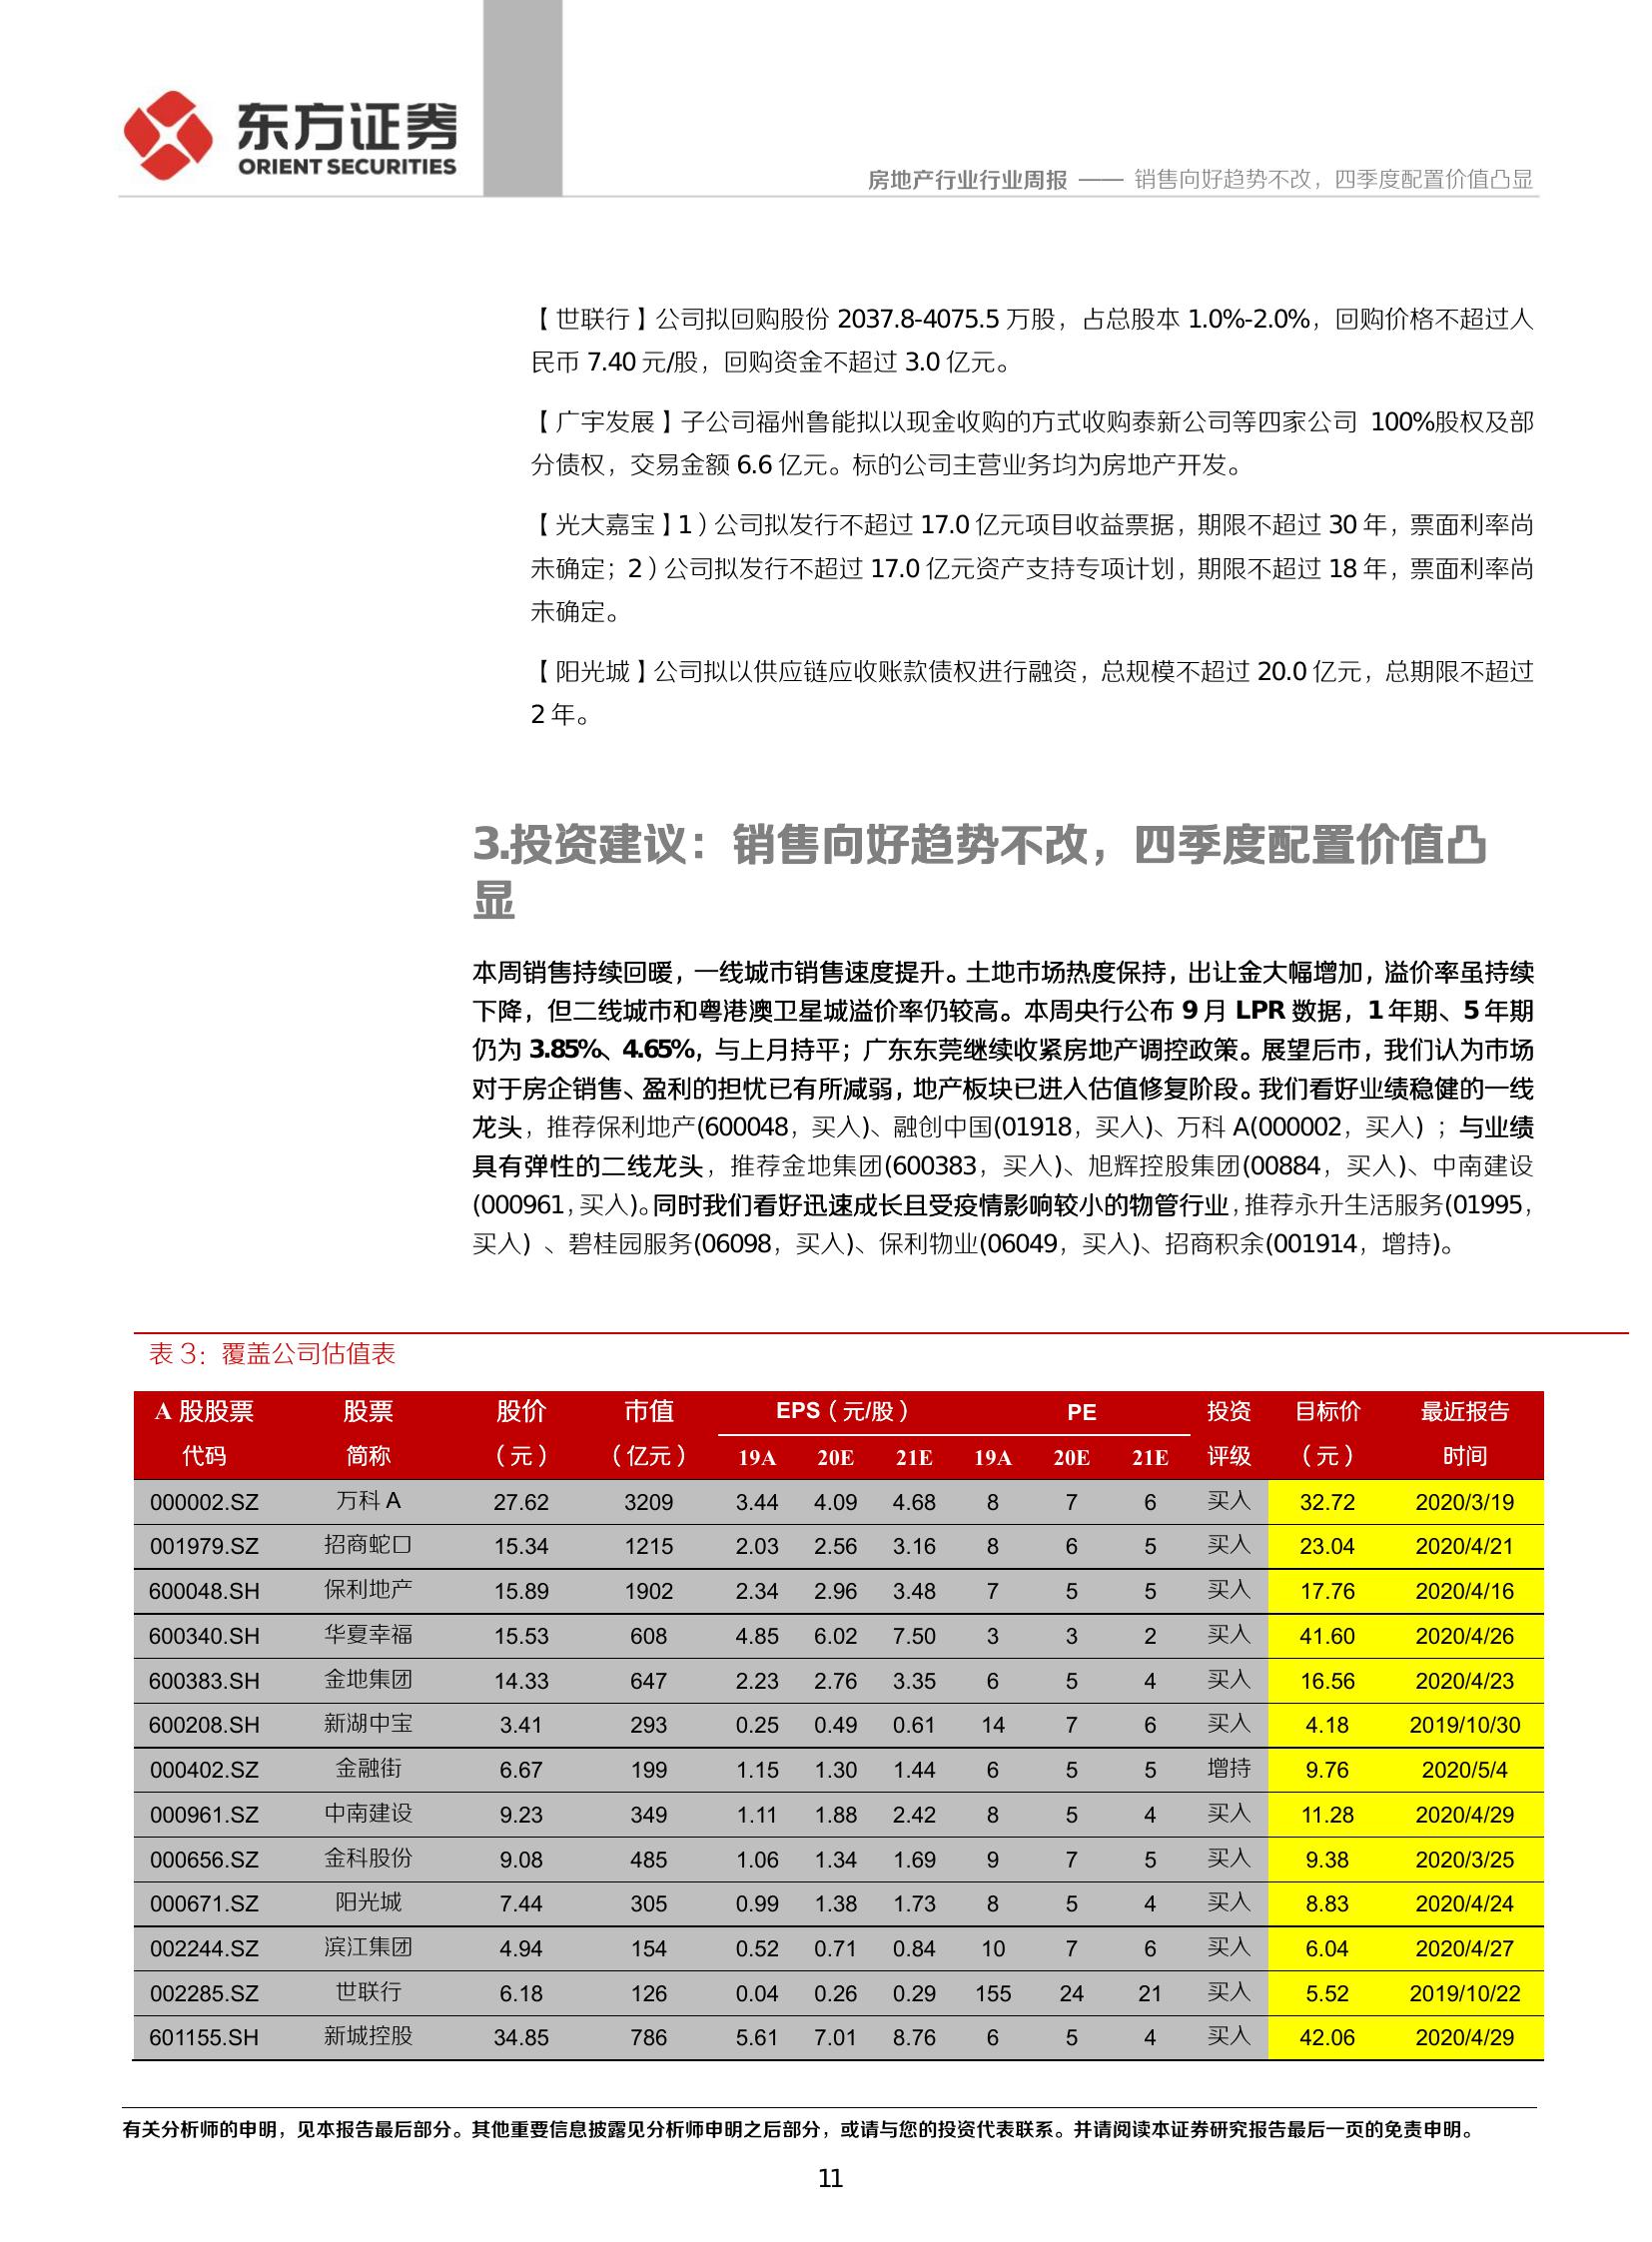 东方证券
ORIENT SECURITIES
房地产行业行业周报 —— 销售向好趋势不改，四季度配置价值凸显
【世联行】公司拟回购股份 2037.8-4075.5 万股，占总股本 1.0%-2.0%，回购价格不超过人
民币 7.40 元/股，回购资金不超过 3.0 亿元。
【广宇发展】子公司福州鲁能拟以现金收购的方式收购泰新公司等四家公司 100%股权及部
分债权，交易金额 6.6 亿元。标的公司主营业务均为房地产开发。
【光大嘉宝】1）公司拟发行不超过 17.0 亿元项目收益票据，期限不超过 30 年，票面利率尚
未确定；2）公司拟发行不超过 17.0 亿元资产支持专项计划，期限不超过 18 年，票面利率尚
未确定。
【阳光城】公司拟以供应链应收账款债权进行融资，总规模不超过 20.0 亿元，总期限不超过
2 年。
3.投资建议：销售向好趋势不改，四季度配置价值凸
显
本周销售持续回暖，一线城市销售速度提升。土地市场热度保持，出让金大幅增加，溢价率虽持续
下降，但二线城市和粤港澳卫星城溢价率仍较高。本周央行公布 9 月 LPR 数据，1 年期、5 年期
仍为 3.85%、4.65%，与上月持平；广东东莞继续收紧房地产调控政策。展望后市，我们认为市场
对于房企销售、盈利的担忧已有所减弱，地产板块已进入估值修复阶段。我们看好业绩稳健的一线
龙头，推荐保利地产(600048，买入)、融创中国(01918，买入)、万科 A(000002，买入)；与业绩
具有弹性的二线龙头，推荐金地集团(600383，买入)、旭辉控股集团(00884，买入)、中南建设
(000961，买入)。同时我们看好迅速成长且受疫情影响较小的物管行业，推荐永升生活服务(01995，
买入) 、碧桂园服务(06098，买入)、保利物业(06049，买入)、招商积余(001914，增持)。
表 3：覆盖公司估值表
A 股股票 股票 股价 市值 EPS（元/股） PE 投资 目标价 最近报告
代码 简称 （元） （亿元） 19A 20E 21E 19A 20E 21E 评级 （元） 时间
000002.SZ 万科 A 27.62 3209 3.44 4.09 4.68 8 7 6 买入 32.72 2020/3/19
001979.SZ 招商蛇口 15.34 1215 2.03 2.56 3.16 8 6 5 买入 23.04 2020/4/21
600048.SH 保利地产 15.89 1902 2.34 2.96 3.48 7 5 5 买入 17.76 2020/4/16
600340.SH 华夏幸福 15.53 608 4.85 6.02 7.50 3 3 2 买入 41.60 2020/4/26
600383.SH 金地集团 14.33 647 2.23 2.76 3.35 6 5 4 买入 16.56 2020/4/23
600208.SH 新湖中宝 3.41 293 0.25 0.49 0.61 14 7 6 买入 4.18 2019/10/30
000402.SZ 金融街 6.67 199 1.15 1.30 1.44 6 5 5 增持 9.76 2020/5/4
000961.SZ 中南建设 9.23 349 1.11 1.88 2.42 8 5 4 买入 11.28 2020/4/29
000656.SZ 金科股份 9.08 485 1.06 1.34 1.69 9 7 5 买入 9.38 2020/3/25
000671.SZ 阳光城 7.44 305 0.99 1.38 1.73 8 5 4 买入 8.83 2020/4/24
002244.SZ 滨江集团 4.94 154 0.52 0.71 0.84 10 7 6 买入 6.04 2020/4/27
002285.SZ 世联行 6.18 126 0.04 0.26 0.29 155 24 21 买入 5.52 2019/10/22
601155.SH 新城控股 34.85 786 5.61 7.01 8.76 6 5 4 买入 42.06 2020/4/29
有关分析师的申明，见本报告最后部分。其他重要信息披露见分析师申明之后部分，或请与您的投资代表联系。并请阅读本证券研究报告最后一页的免责申明。
11